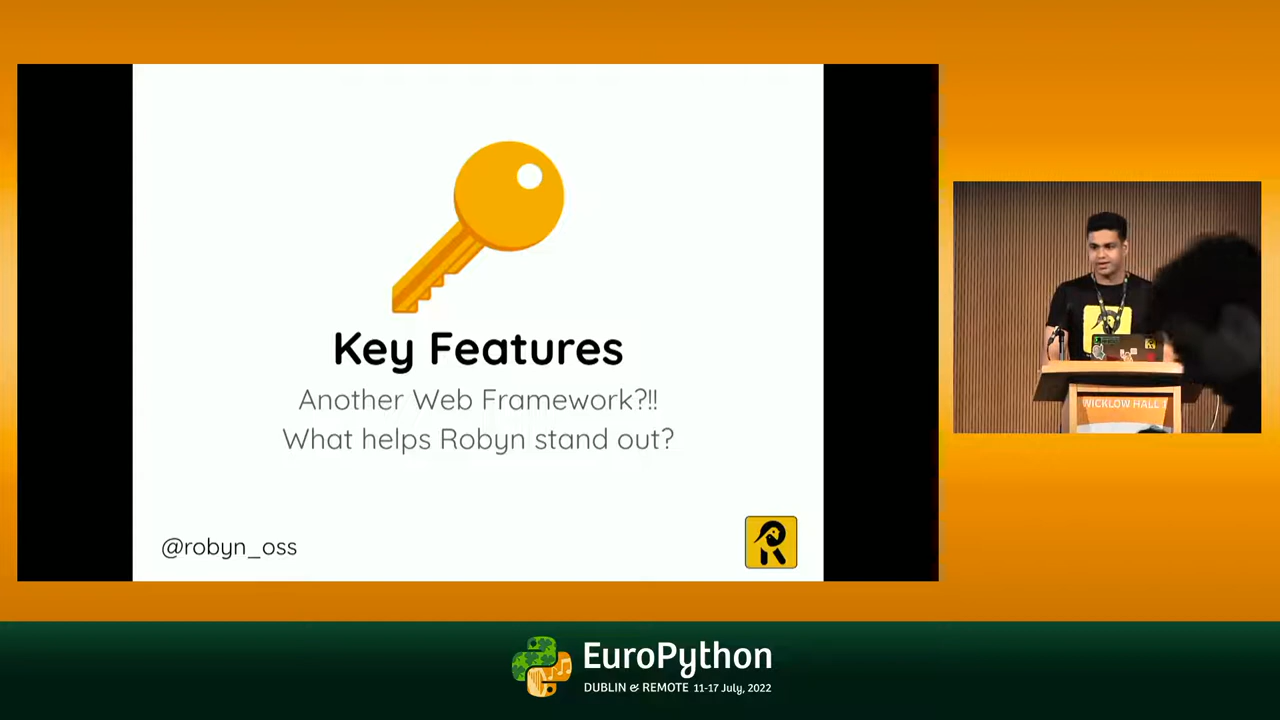 Key Features
Another Web Framework?!!
What helps Robyn stand out?
@robyn_oss
WICKLOW HALL 1
EuroPython
DUBLIN & REMOTE 11-17 July, 2022